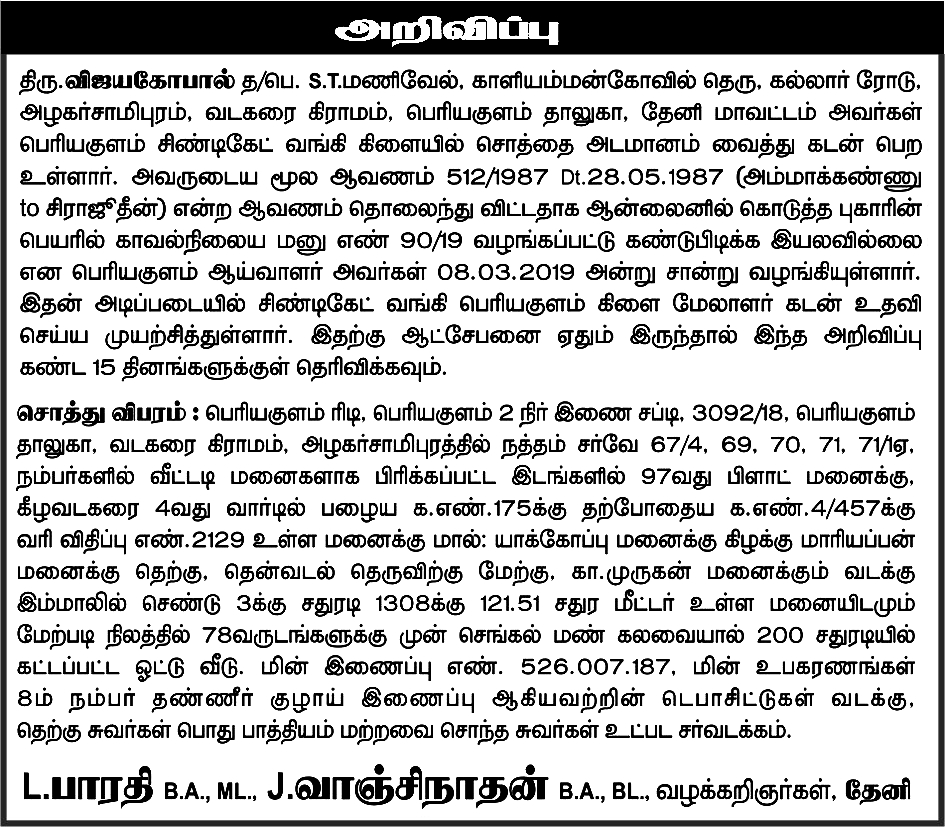 அறிவிப்பு
திரு.விஜயகோபால் த/பெ. S.T.மணிவேல், காளியம்மன்கோவில் தெரு, கல்லார் ரோடு,
அழகர்சாமிபுரம், வடகரை கிராமம், பெரியகுளம் தாலுகா, தேனி மாவட்டம் அவர்கள்
பெரியகுளம் சிண்டிகேட் வங்கி கிளையில் சொத்தை அடமானம் வைத்து கடன் பெற
உள்ளார். அவருடைய மூல ஆவணம் 512/1987 Dt.28.05.1987 (அம்மாக்கண்ணு
to சிராஜூதீன்) என்ற ஆவணம் தொலைந்து விட்டதாக ஆன்லைனில் கொடுத்த புகாரின்
பெயரில் காவல்நிலைய மனு எண் 90/19 வழங்கப்பட்டு கண்டுபிடிக்க இயலவில்லை
என பெரியகுளம் ஆய்வாளர் அவர்கள் 08.03.2019 அன்று சான்று வழங்கியுள்ளார்.
இதன் அடிப்படையில் சிண்டிகேட் வங்கி பெரியகுளம் கிளை மேலாளர் கடன் உதவி
செய்ய முயற்சித்துள்ளார். இதற்கு ஆட்சேபனை ஏதும் இருந்தால் இந்த அறிவிப்பு
கண்ட 15 தினங்களுக்குள் தெரிவிக்கவும்.
சொத்து விபரம் : பெரியகுளம் ரிடி, பெரியகுளம் 2 நிர் இணை சப்டி, 3092/18, பெரியகுளம்
தாலுகா, வடகரை கிராமம், அழகர்சாமிபுரத்தில் நத்தம் சர்வே 67/4, 69, 70, 71, 71/1ஏ,
நம்பர்களில் வீட்டடி மனைகளாக பிரிக்கப்பட்ட இடங்களில் 97வது பிளாட் மனைக்கு,
கீழவடகரை 4வது வார்டில் பழைய க.எண்.175க்கு தற்போதைய க.எண்.4/457க்கு
வரி விதிப்பு எண்.2129 உள்ள மனைக்கு மால்: யாக்கோப்பு மனைக்கு கிழக்கு மாரியப்பன்
மனைக்கு தெற்கு, தென்வடல் தெருவிற்கு மேற்கு, கா.முருகன் மனைக்கும் வடக்கு
இம்மாலில் செண்டு 3க்கு சதுரடி 1308க்கு 121.51 சதுர மீட்டர் உள்ள மனையிடமும்
மேற்படி நிலத்தில் 78வருடங்களுக்கு முன் செங்கல் மண் கலவையால் 200 சதுரடியில்
கட்டப்பட்ட ஓட்டு வீடு. மின் இணைப்பு எண். 526.007.187, மின் உபகரணங்கள்
8ம் நம்பர் தண்ணீர் குழாய் இணைப்பு ஆகியவற்றின் டெபாசிட்டுகள் வடக்கு,
தெற்கு சுவர்கள் பொது பாத்தியம் மற்றவை சொந்த சுவர்கள் உட்பட சர்வடக்கம்.
L.பாரதி B.A., ML., J.வாஞ்சிநாதன் B.A., BL., வழக்கறிஞர்கள், தேனி